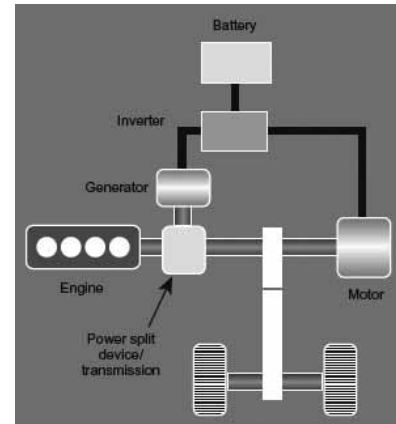 Battery
Inverter
Generator
Engine
Motor
Power split
device/
transmission